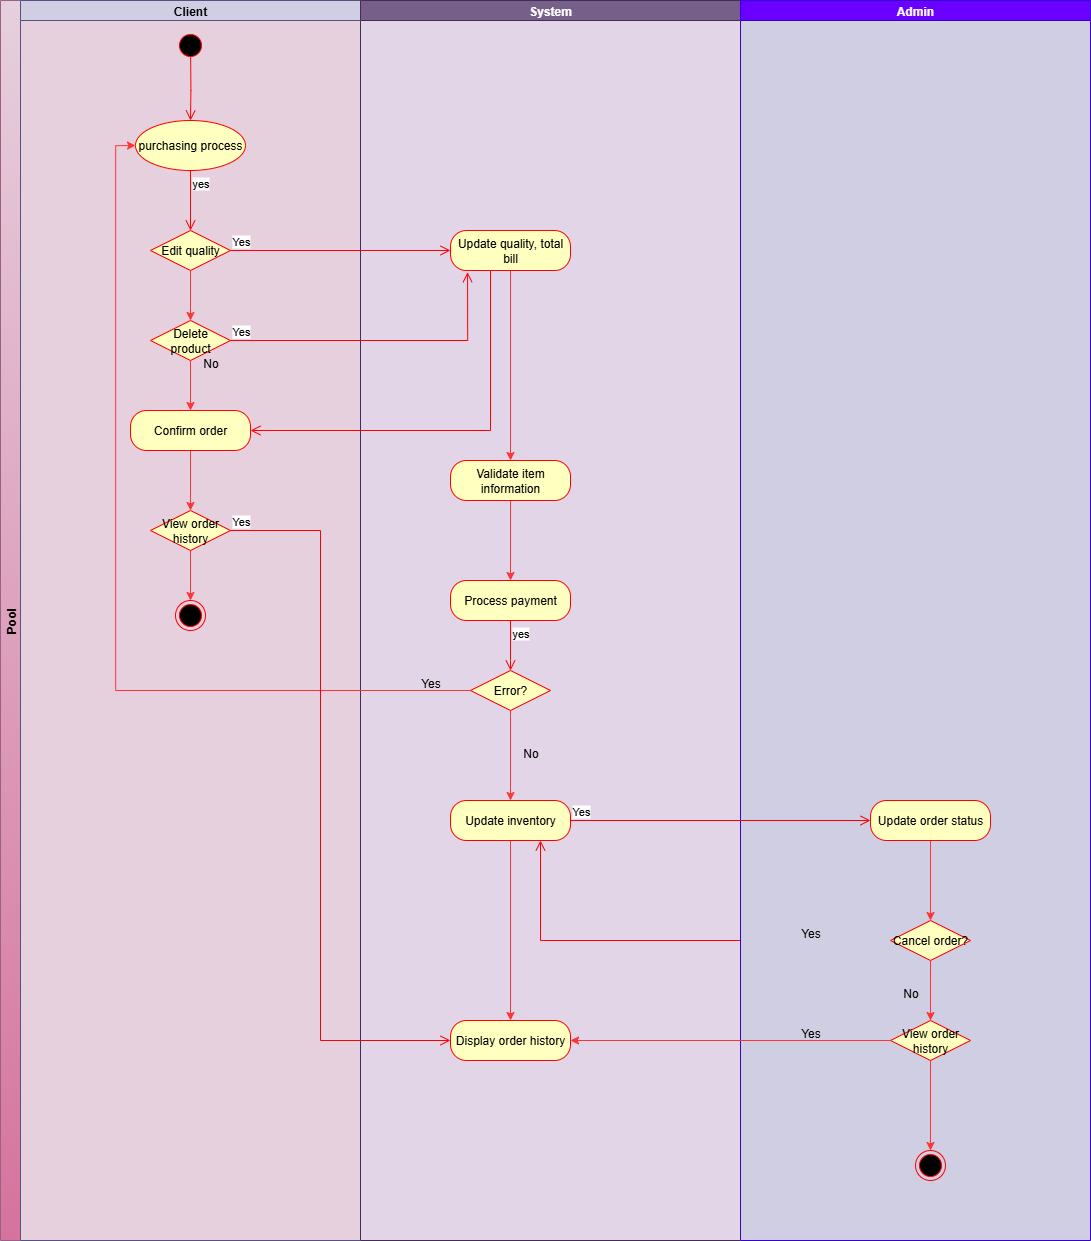 Client
System
Admin
Pool
purchasing process
yes
Edit quality
Yes
Update quality, total
bill
Delete
product
Yes
No
Confirm order
Validate item
information
View order
history
Yes
Process payment
yes
Error?
Yes
No
Update inventory
Yes
Update order status
Cancel order?
Yes
No
Display order history
Yes
View order
history